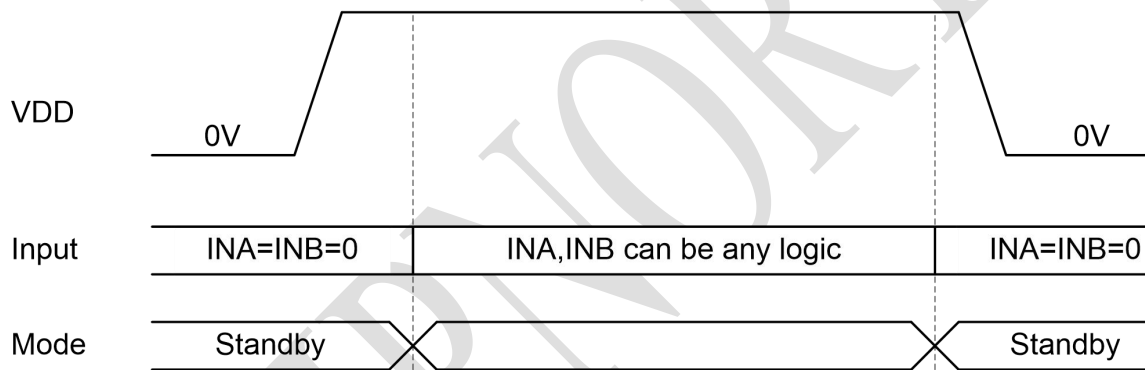 VDD
0V
0V
Input
INA=INB=0
INA,INB can be any logic
INA=INB=0
Mode
Standby
Standby